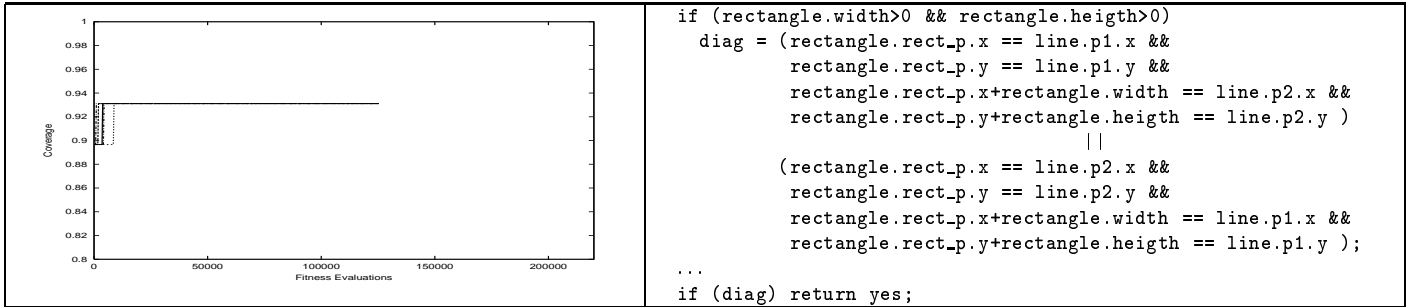 1
0.98
0.96
0.94
0.92
0.9
0.88
0.86
0.84
0.82
0.8
Coverage
0 50000 100000 150000 200000
Fitness Evaluations
if (rectangle.width>0 && rectangle.heigth>0)
diag = (rectangle.rect_p.x == line.p1.x &&
rectangle.rect_p.y == line.p1.y &&
rectangle.rect_p.x+rectangle.width == line.p2.x &&
rectangle.rect_p.y+rectangle.heigth == line.p2.y )
||
(rectangle.rect_p.x == line.p2.x &&
rectangle.rect_p.y == line.p2.y &&
rectangle.rect_p.x+rectangle.width == line.p1.x &&
rectangle.rect_p.y+rectangle.heigth == line.p1.y );
...
if (diag) return yes;